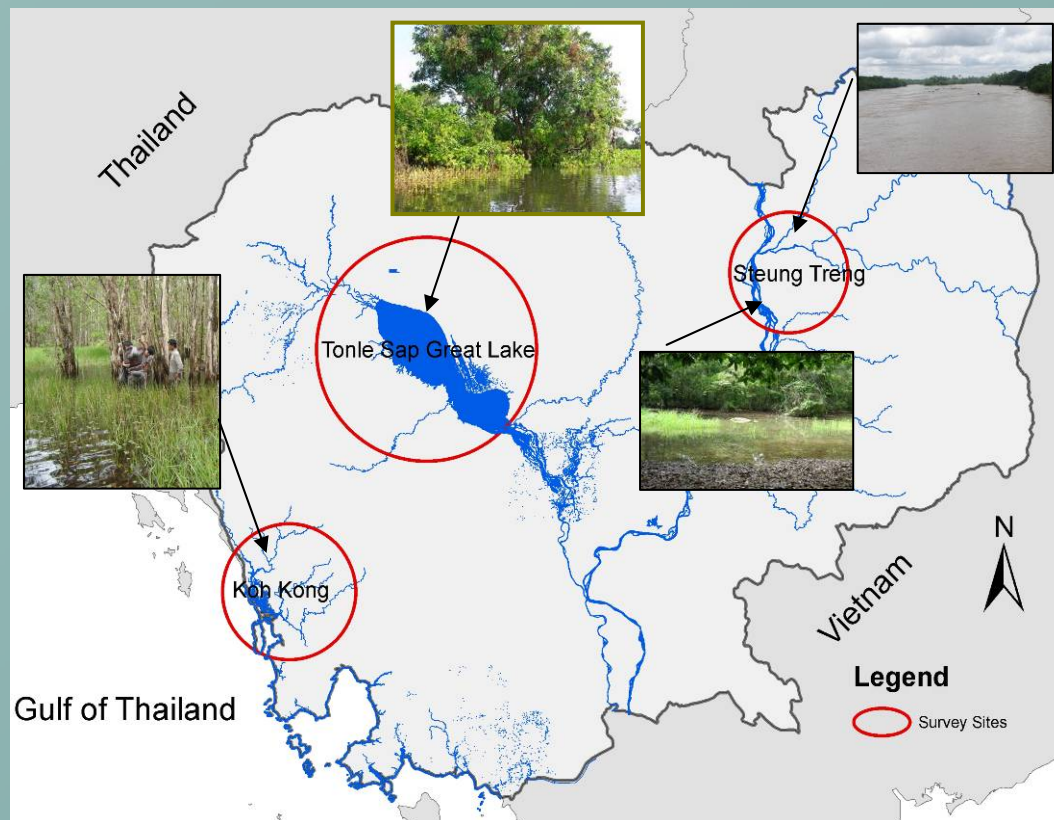 Thailand
Steung Treng
Tonle Sap Great Lake
N
Koh Kong
Vietnam
Legend
Gulf of Thailand
Survey Sites